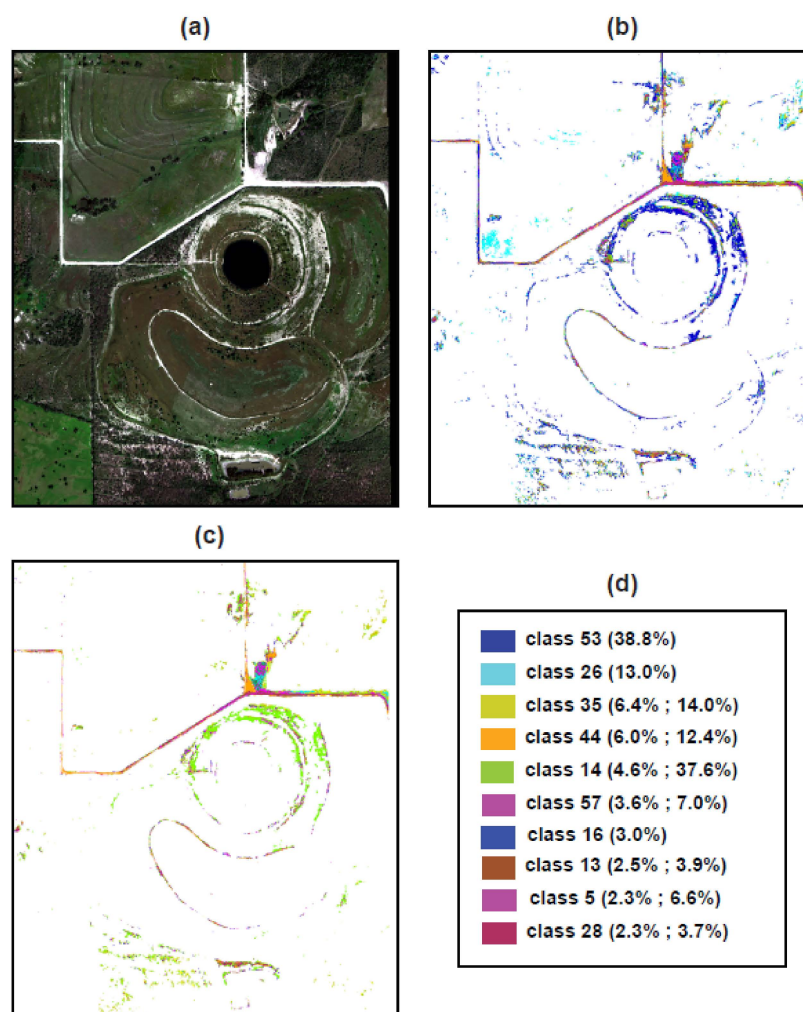 (a)
(b)
(c)
(d)
class 53 (38.8%)
class 26 (13.0%)
class 35 (6.4% ; 14.0%)
class 44 (6.0% ; 12.4%)
class 14 (4.6% ; 37.6%)
class 57 (3.6% ; 7.0%)
class 16 (3.0%)
class 13 (2.5% ; 3.9%)
class 5 (2.3% ; 6.6%)
class 28 (2.3% ; 3.7%)